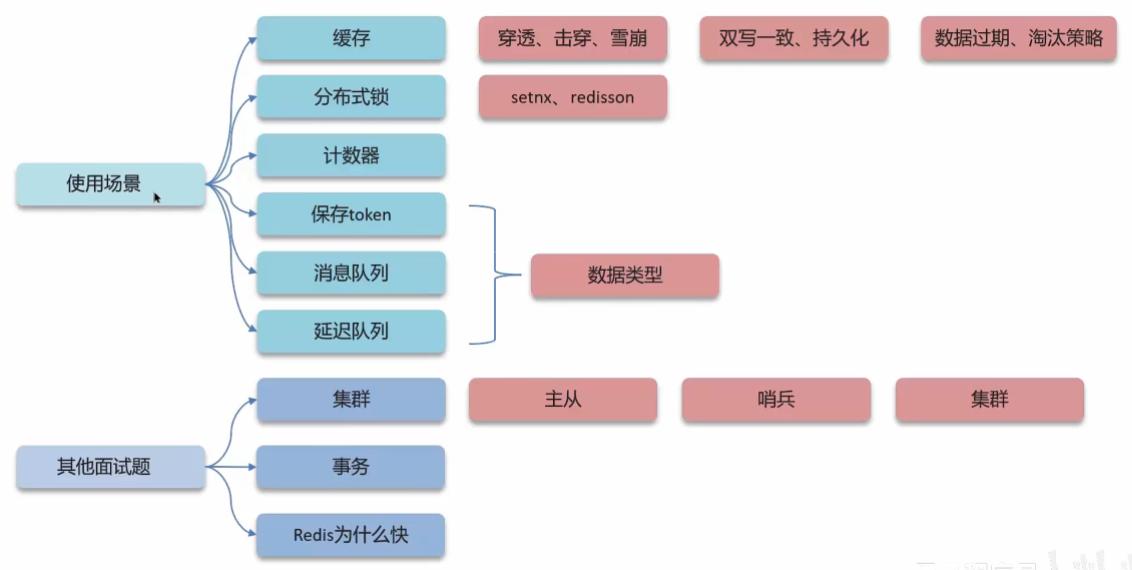 缓存 穿透、击穿、雪崩 双写一致、持久化 数据过期、淘汰策略
分布式锁 setnx、redisson
计数器
使用场景
保存token
消息队列
数据类型
延迟队列
集群 主从 哨兵 集群
其他面试题 事务
Redis为什么快